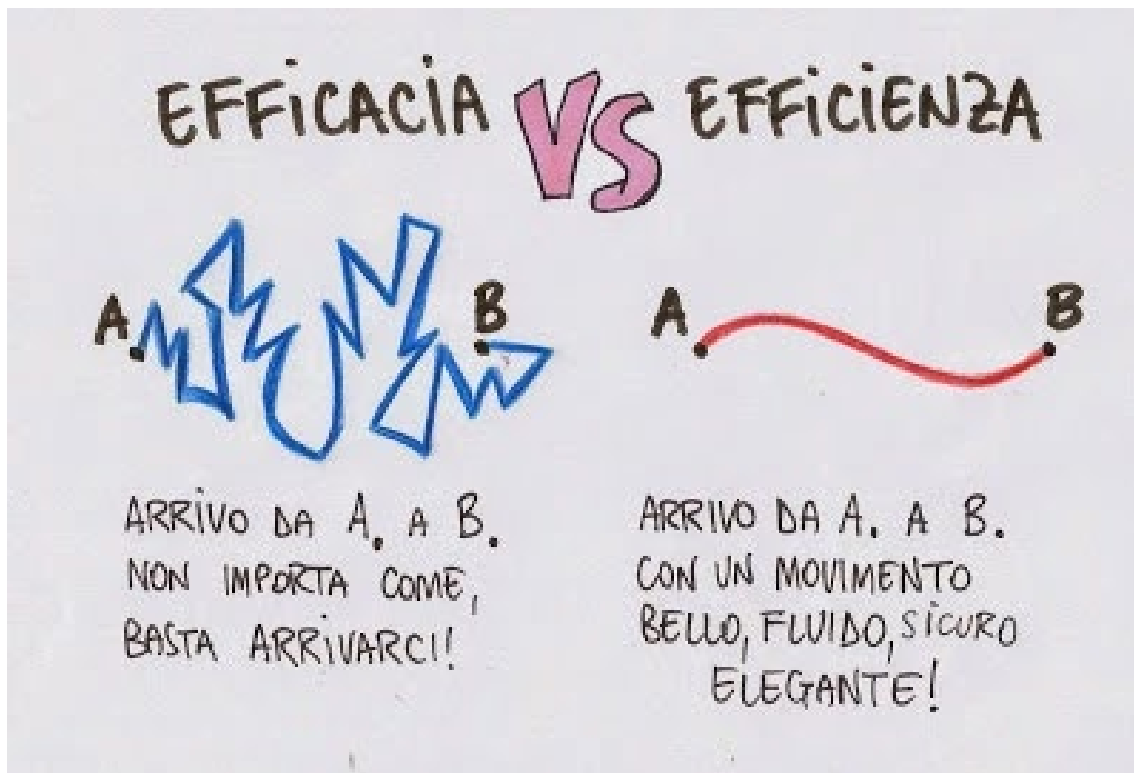 EFFiCACiA VS EFFiCiENZA
A
B
A
B
ARRiVO DA A. A B.
NON IMPORTA COME,
BASTA ARRiVARCi!
ARRIVO DA A. A B.
CON UN MOVIMENTO
BELLO, FLUIDO, SiCURO
ELEGANTE!